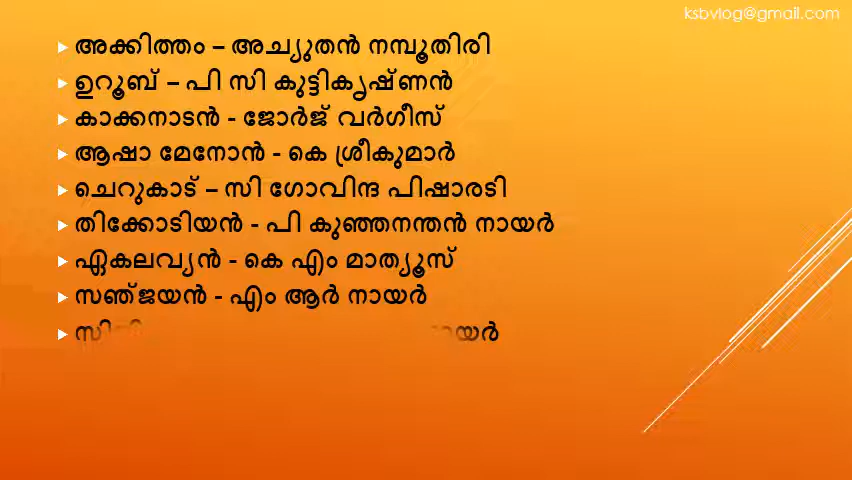 ksbvlog@gmail.com
അക്കിത്തം – അച്യുതൻ നമ്പൂതിരി
ഉറൂബ് – പി സി കുട്ടികൃഷ്ണൻ
കാക്കനാടൻ - ജോർജ് വർഗീസ്
ആഷാ മേനോൻ - കെ ശ്രീകുമാർ
ചെറുകാട് – സി ഗോവിന്ദ പിഷാരടി
തിക്കോടിയൻ - പി കുഞ്ഞനന്തൻ നായർ
ഏകലവ്യൻ - കെ എം മാത്യൂസ്
സഞ്ജയൻ - എം ആർ നായർ